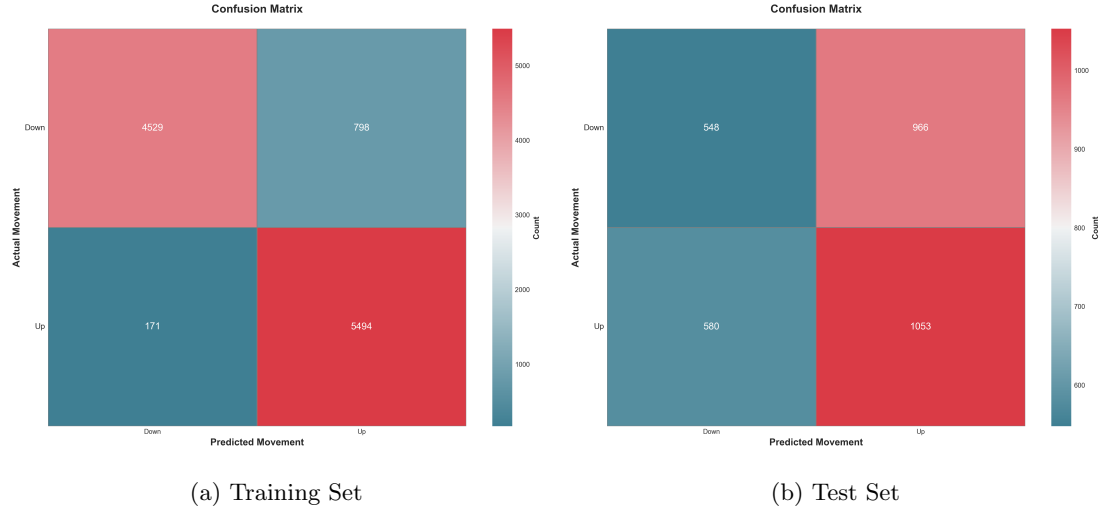 Confusion Matrix
Down
Up
4529
798
171
5494
Down
Up
Predicted Movement
Actual Movement
5000
4000
3000
2000
1000
Count
(a) Training Set
Confusion Matrix
Down
Up
548
966
580
1053
Down
Up
Predicted Movement
Actual Movement
1000
900
800
700
600
Count
(b) Test Set